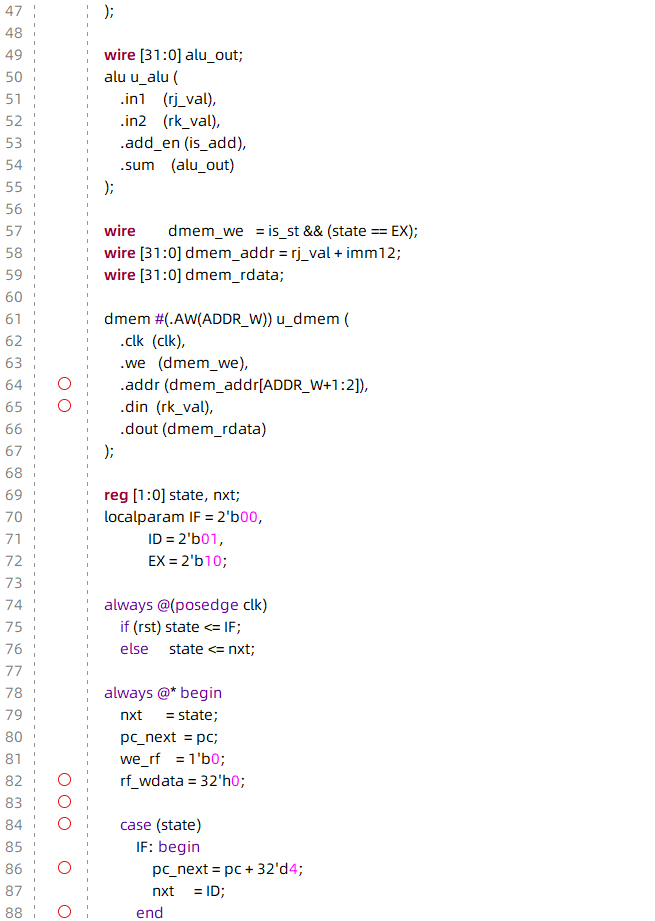 47 );
48
49 wire [31:0] alu_out;
50 alu u_alu (
51 .in1 (rj_val),
52 .in2 (rk_val),
53 .add_en (is_add),
54 .sum (alu_out)
55 );
56
57 wire dmem_we = is_st && (state == EX);
58 wire [31:0] dmem_addr = rj_val + imm12;
59 wire [31:0] dmem_rdata;
60
61 dmem #(.AW(ADDR_W)) u_dmem (
62 .clk (clk),
63 .we (dmem_we),
64 .addr (dmem_addr[ADDR_W+1:2]),
65 .din (rk_val),
66 .dout (dmem_rdata)
67 );
68
69 reg [1:0] state, nxt;
70 localparam IF = 2'b00,
71 ID = 2'b01,
72 EX = 2'b10;
73
74 always @(posedge clk)
75 if (rst) state <= IF;
76 else state <= nxt;
77
78 always @* begin
79 nxt = state;
80 pc_next = pc;
81 we_rf = 1'b0;
82 rf_wdata = 32'h0;
83
84 case (state)
85 IF: begin
86 pc_next = pc + 32'd4;
87 nxt = ID;
88 end